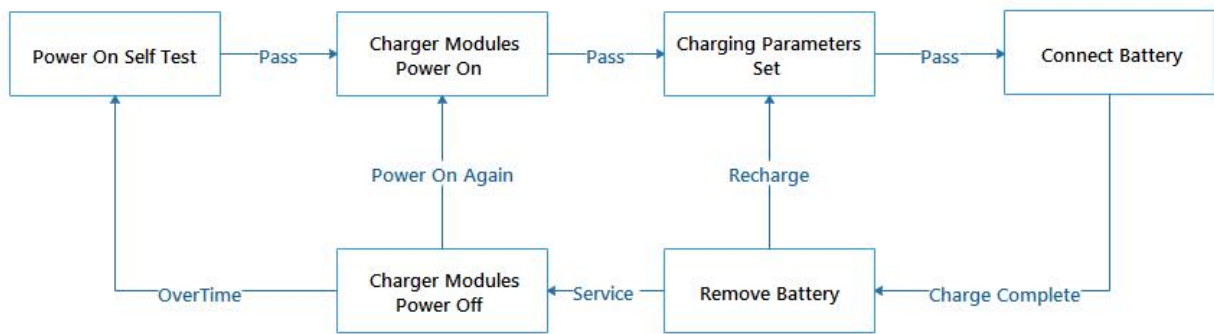 Power On Self Test
Pass
Charger Modules
Power On
Pass
Charging Parameters
Set
Pass
Connect Battery
Power On Again
Recharge
OverTime
Charger Modules
Power Off
Service
Remove Battery
Charge Complete